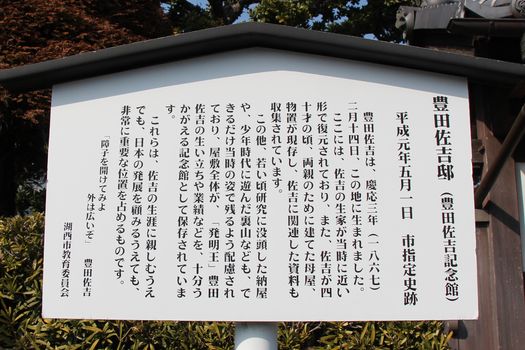 豊田佐吉邸（豊田佐吉記念館）
平成元年五月一日　市指定史跡
豊田佐吉は、慶応三年（一八六七）
二月十四日、この地に生まれました。
ここには、佐吉の生家が当時に近い
形で復元されており、また、佐吉が四
十才の頃、両親のために建てた母屋、
物置が現存し、佐吉に関連した資料も
収集されています。
この他、若い頃研究に没頭した納屋
や、少年時代に遊んだ裏山なども、で
きるだけ当時の姿で残るよう配慮され
ており、屋敷全体が、「発明王」豊田
佐吉の生い立ちや業績などを、十分う
かがえる記念館として保存されていま
す。
これらは、佐吉の生涯に親しむうえ
でも、日本の発展を顧みるうえでも、
非常に重要な位置を占めるものです。
「障子を開けてみよ
外は広いぞ」　豊田佐吉
湖西市教育委員会